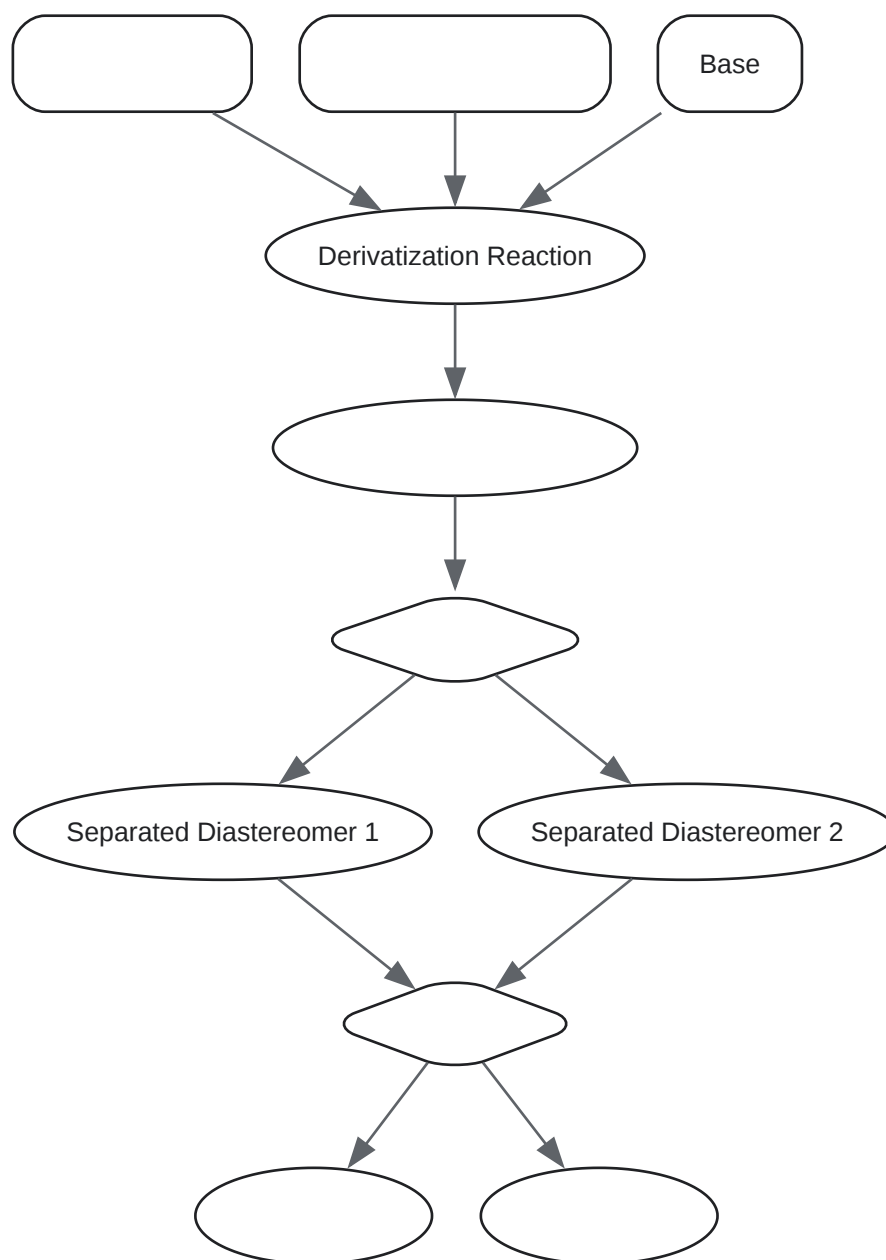 Base
Derivatization Reaction
Separated Diastereomer 1
Separated Diastereomer 2